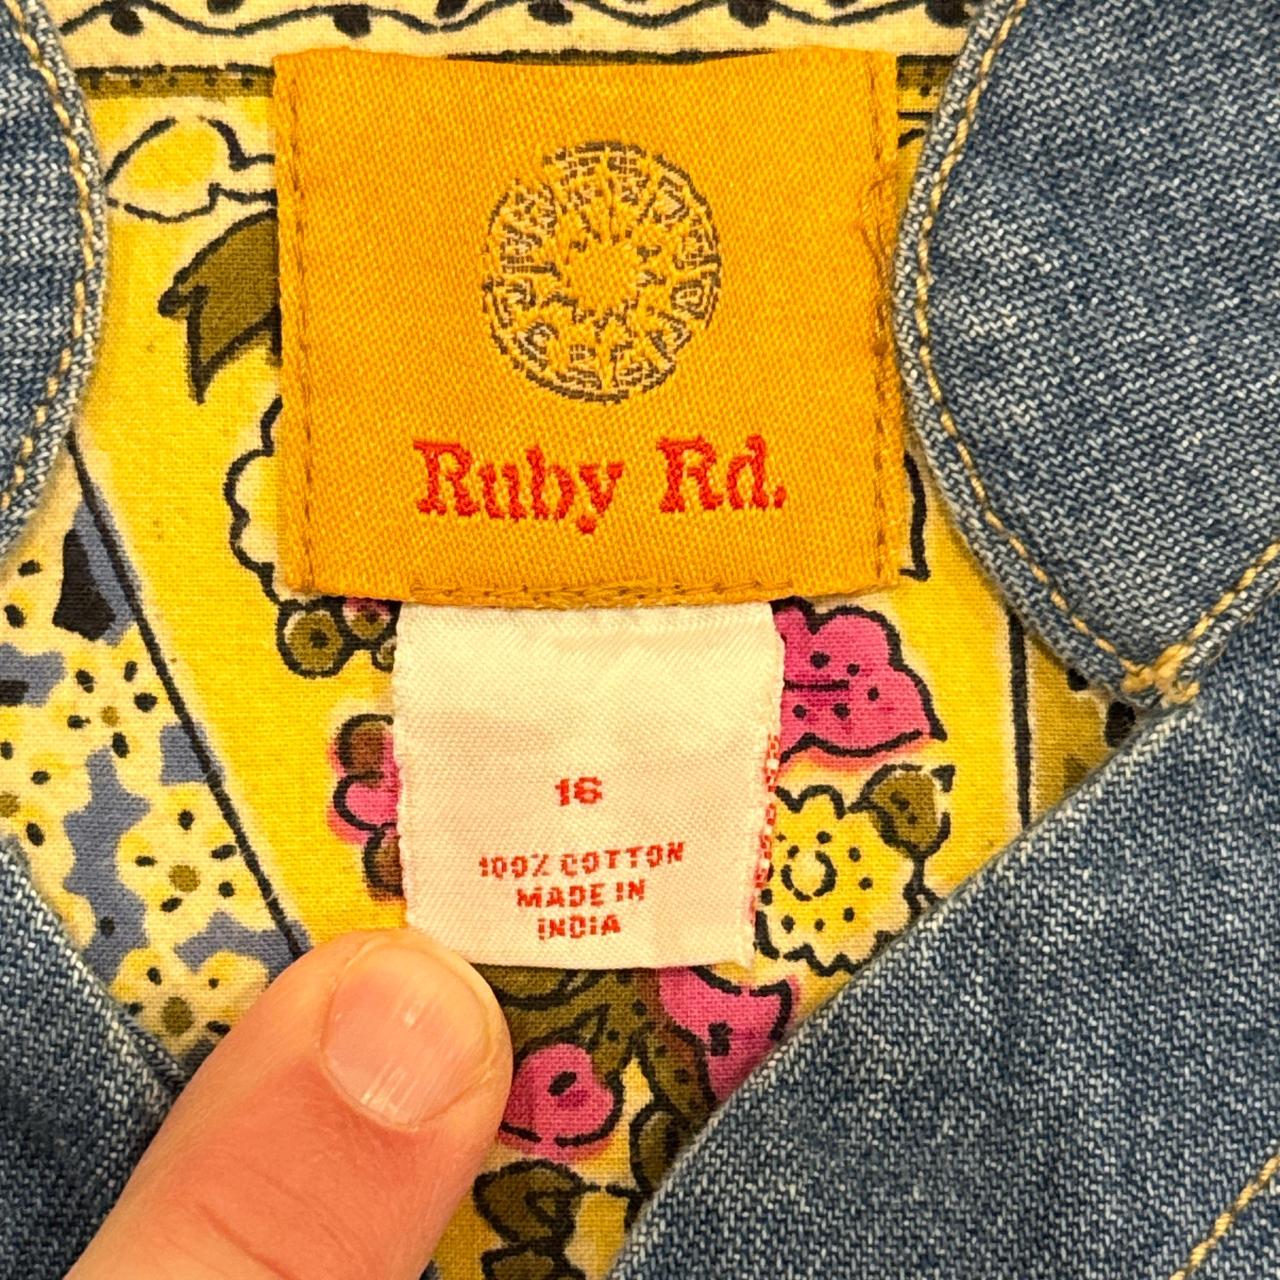 Ruby Rd.
16
100% COTTON
MADE IN
INDIA